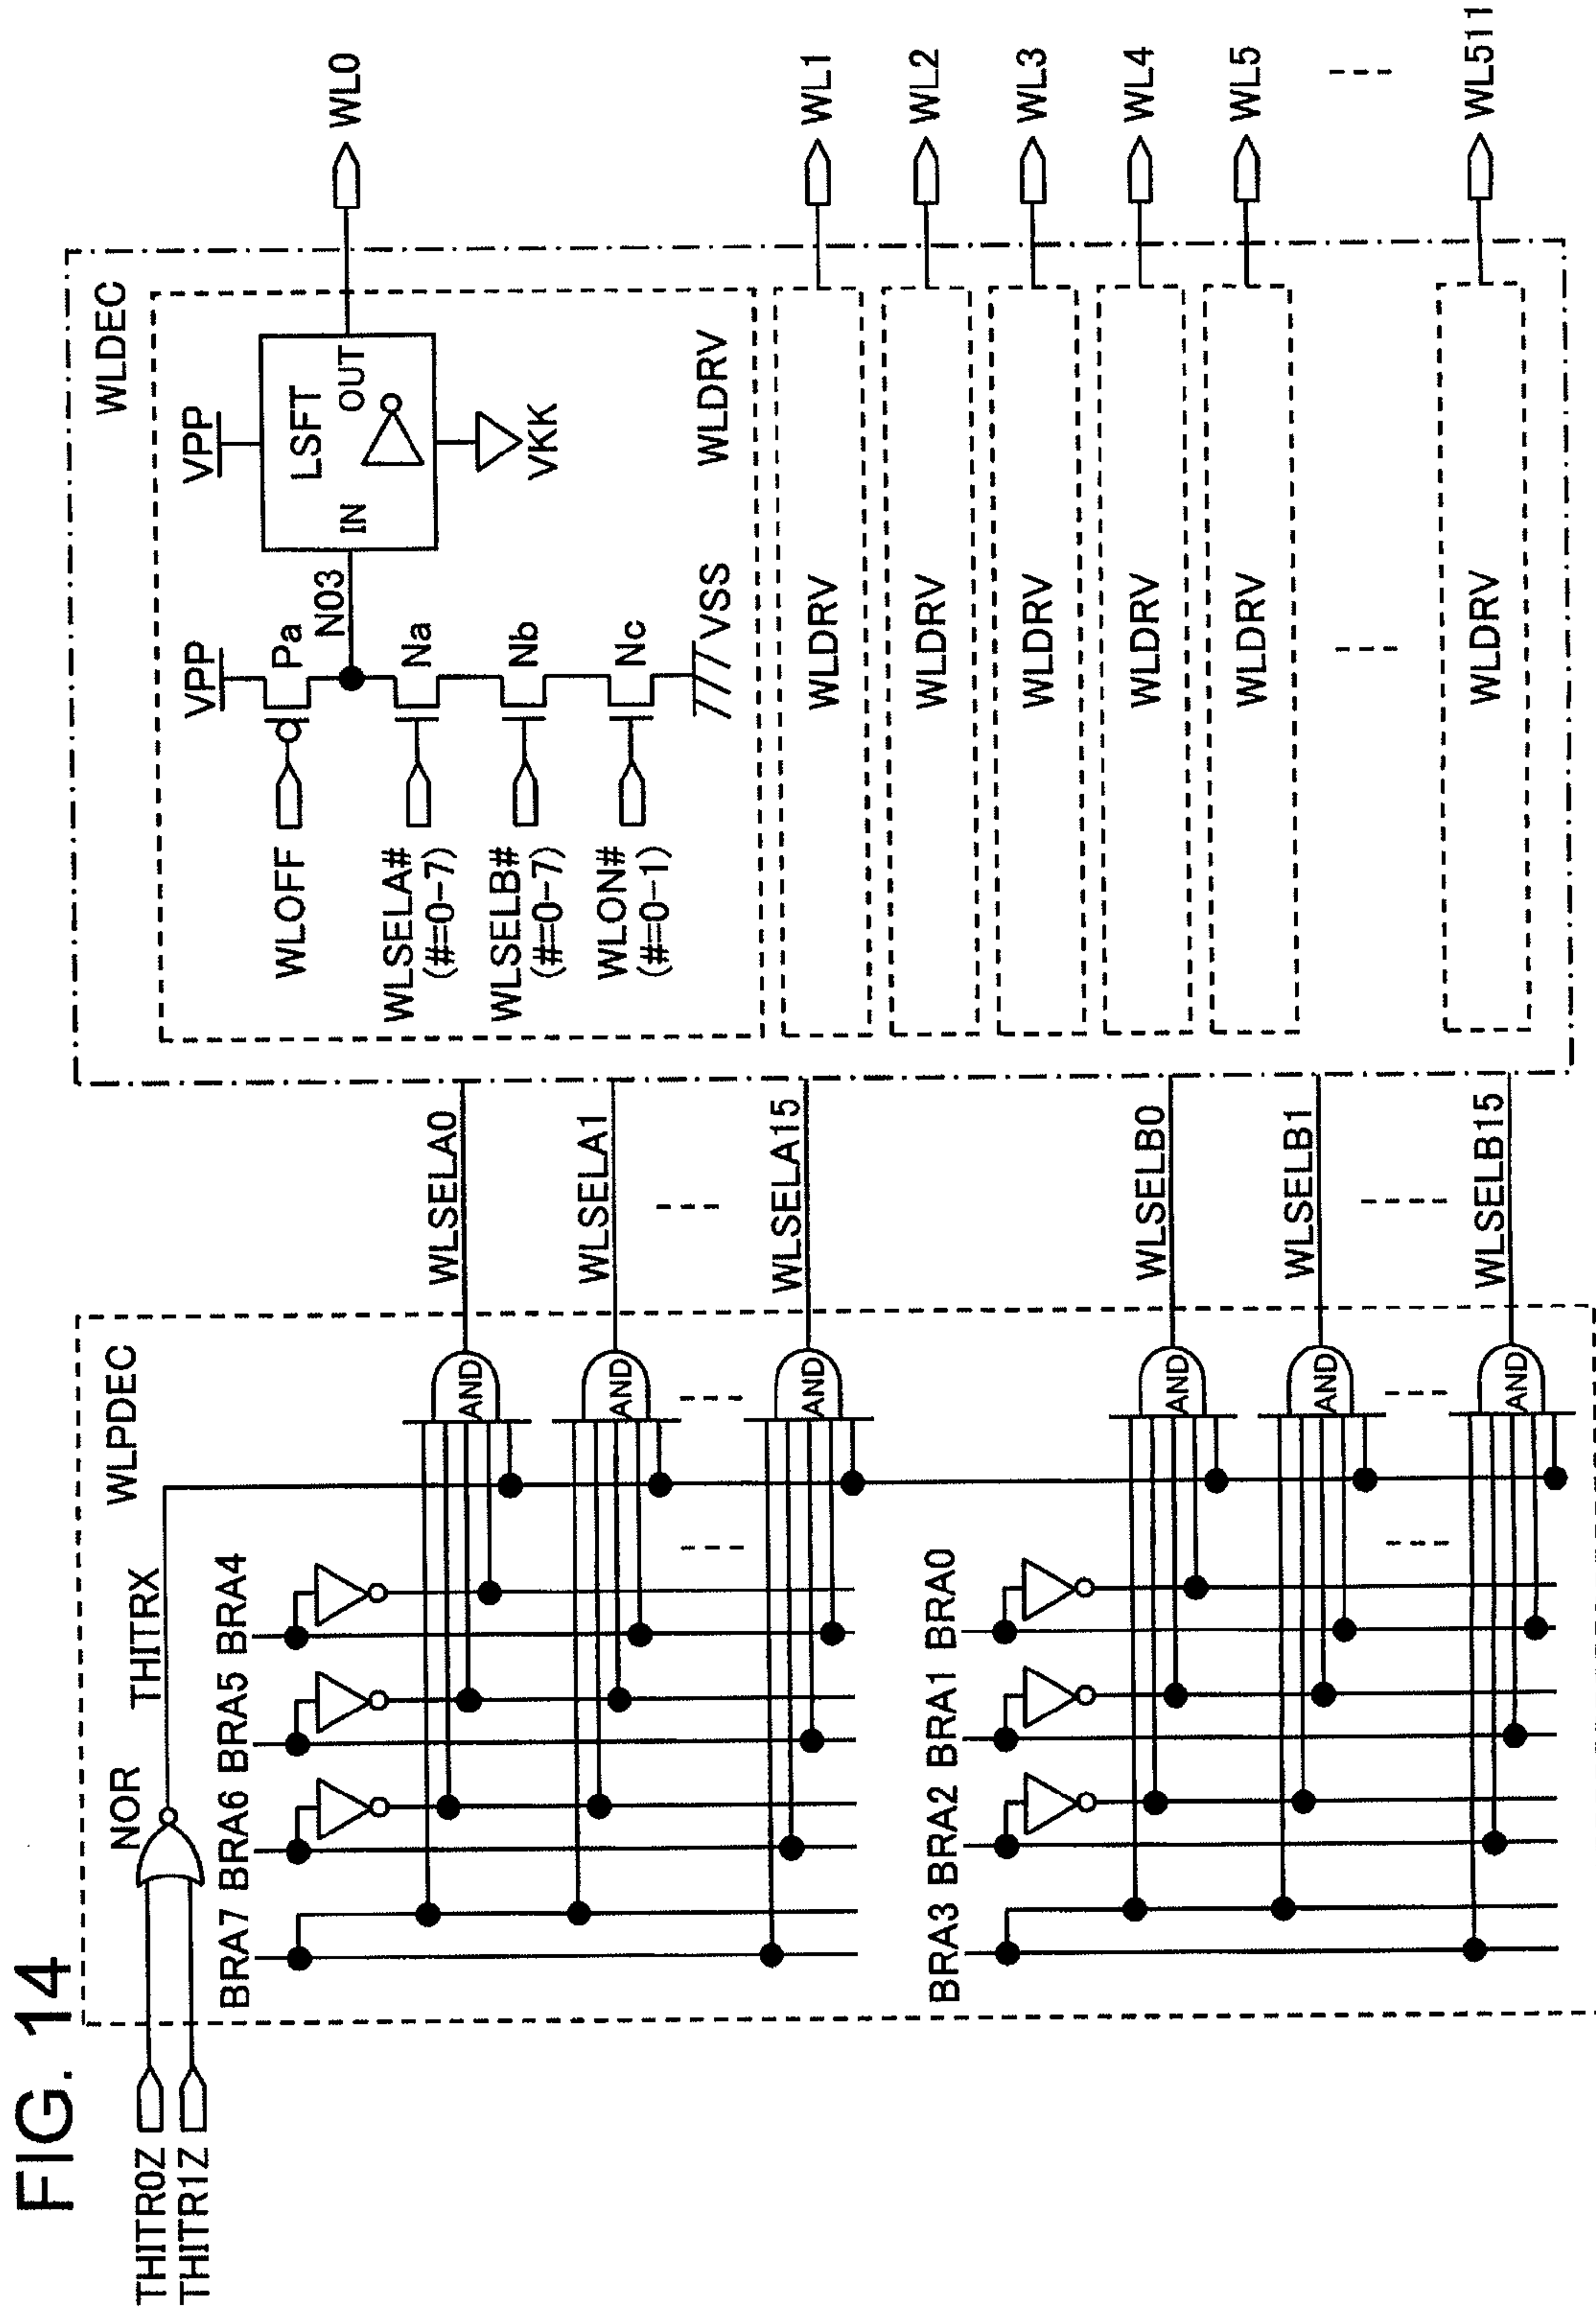 FIG. 14
THITR0Z
THITR1Z
NOR
THITRX
WLPDEC
BRA7
BRA6
BRA5
BRA4
AND
AND
AND
BRA3
BRA2
BRA1
BRA0
AND
AND
AND
WLSELA0
WLSELA1
WLSELA15
WLSELB0
WLSELB1
WLSELB15
WLDEC
WLOFF
WLSELA#
(#=0-7)
WLSELB#
(#=0-7)
WLON#
(#=0-1)
VPP
Pa
N03
Na
Nb
Nc
VSS
VPP
LSFT
IN
OUT
VKK
WLDRV
WLDRV
WLDRV
WLDRV
WLDRV
WLDRV
WLDRV
WL0
WL1
WL2
WL3
WL4
WL5
WL511